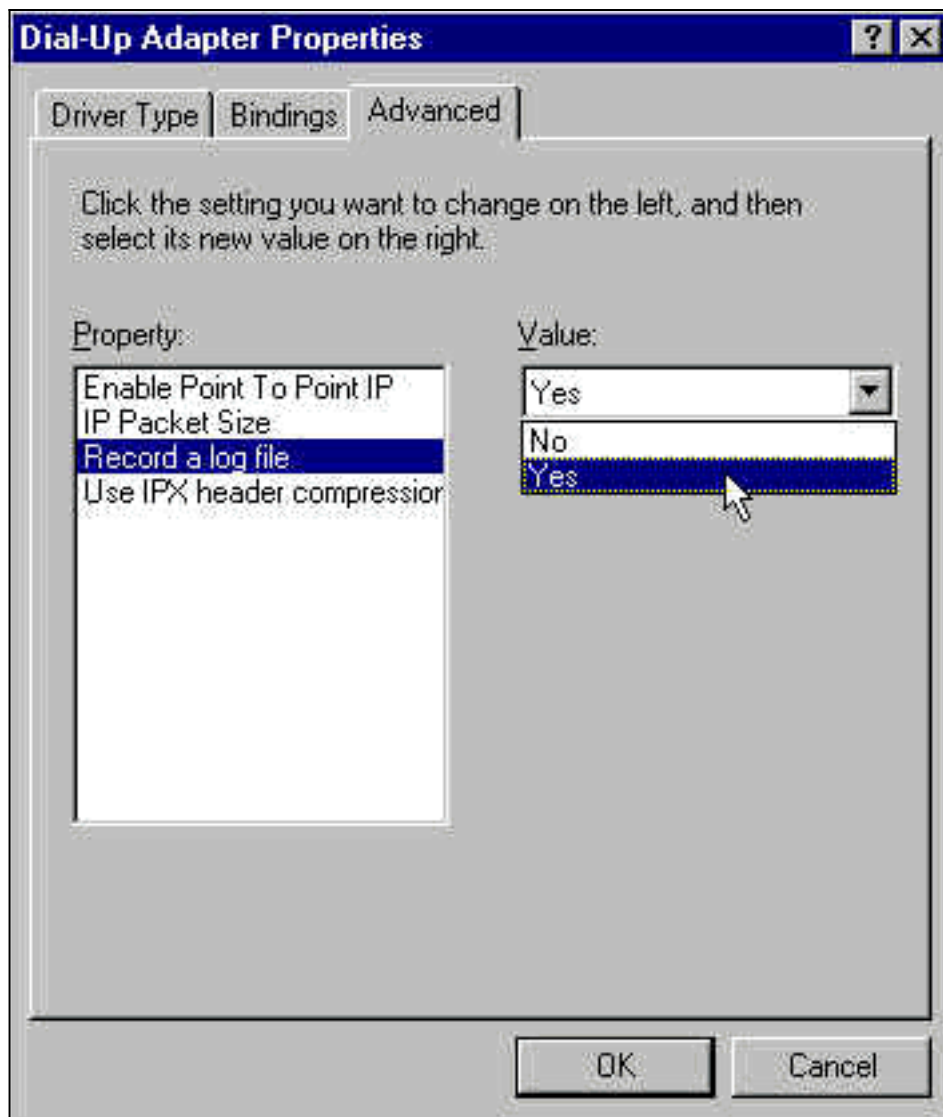 Dial-Up Adapter Properties
Driver Type
Bindings
Advanced
Click the setting you want to change on the left, and then
select its new value on the right.
Property:
Value:
Enable Point To Point IP
IP Packet Size
Record a log file
Use IPX header compression
Yes
No
Yes
OK
Cancel